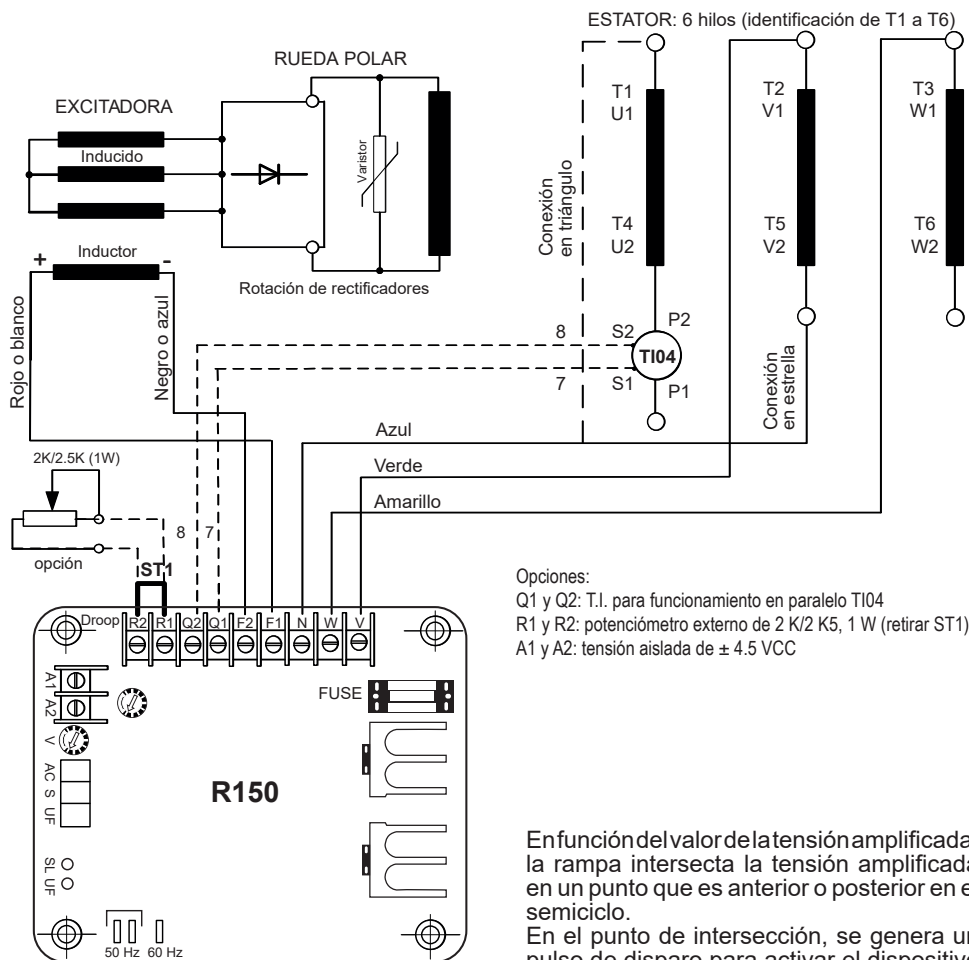 ESTATOR: 6 hilos (identificación de T1 a T6)
RUEDA POLAR
EXCITADORA
Inducido
Varistor
Inductor
+
-
Rotación de rectificadores
Rojo o blanco
Negro o azul
Conexión
en triángulo
T1
U1
T4
U2
T2
V1
T5
V2
T3
W1
T6
W2
8
S2
P2
TI04
7
S1
P1
Conexión
en estrella
Azul
Verde
Amarillo
2K/2.5K (1W)
8
7
opción
ST1
Opciones:
Q1 y Q2: T.I. para funcionamiento en paralelo TI04
R1 y R2: potenciómetro externo de 2 K/2 K5, 1 W (retirar ST1)
A1 y A2: tensión aislada de ± 4.5 VCC
Droop
R2 R1 Q2 Q1 F2 F1 N W V
A1
A2
FUSE
V
AC S UF
R150
SL UF
50 Hz 60 Hz
En función del valor de la tensión amplificada,
la rampa intersecta la tensión amplificada
en un punto que es anterior o posterior en e
semiciclo.
En el punto de intersección, se genera un
pulso de disparo para activar el dispositivo